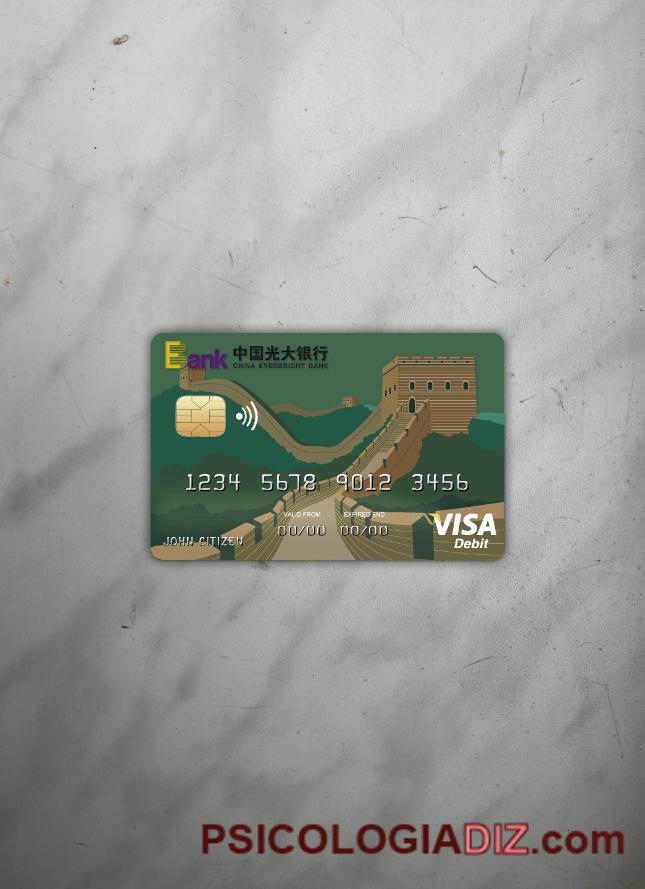 Bank 中国光大银行
CHINA EVERBRIGHT BANK
1234 5678 9012 3456
VALID FROM EXPIRED END
00/00 00/00
JOHN CITIZEN
VISA
Debit
PSICOLOGIADIZ.com